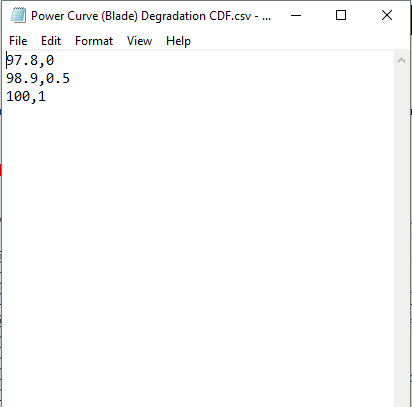 Power Curve (Blade) Degradation CDF.csv - ...
File Edit Format View Help
97.8,0
98.9,0.5
100,1